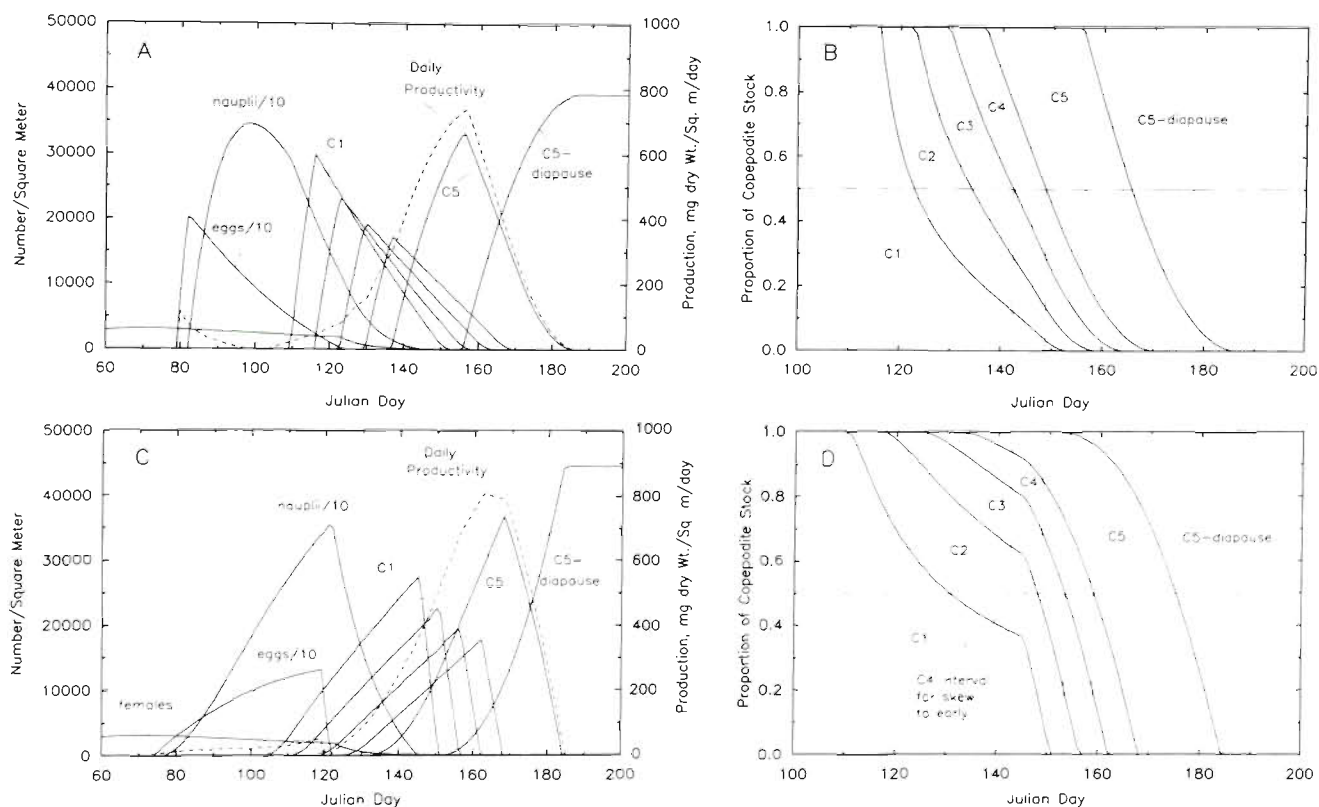 A
50000
40000
30000
20000
10000
0
Number/Square Meter
nauplii/10
eggs/10
C1
Daily
Productivity
C5
C5-
diapause
1000
800
600
400
200
0
Production, mg dry Wt./Sq. m/day
60 80 100 120 140 160 180 200
Julian Day
B
1.0
0.8
0.6
0.4
0.2
0.0
Proportion of Copepodite Stock
C1
C2
C3
C4
C5
C5-diapause
100 120 140 160 180 200
Julian Day
C
50000
40000
30000
20000
10000
0
Number/Square Meter
females
nauplii/10
eggs/10
C1
Daily
Productivity
C5
C5-
diapause
1000
800
600
400
200
0
Production, mg dry Wt./Sq. m/day
60 80 100 120 140 160 180 200
Julian Day
D
1.0
0.8
0.6
0.4
0.2
0.0
Proportion of Copepodite Stock
C1
C2
C3
C4
C5
C5-diapause
C4 interval
for skew
to early
100 120 140 160 180 200
Julian Day